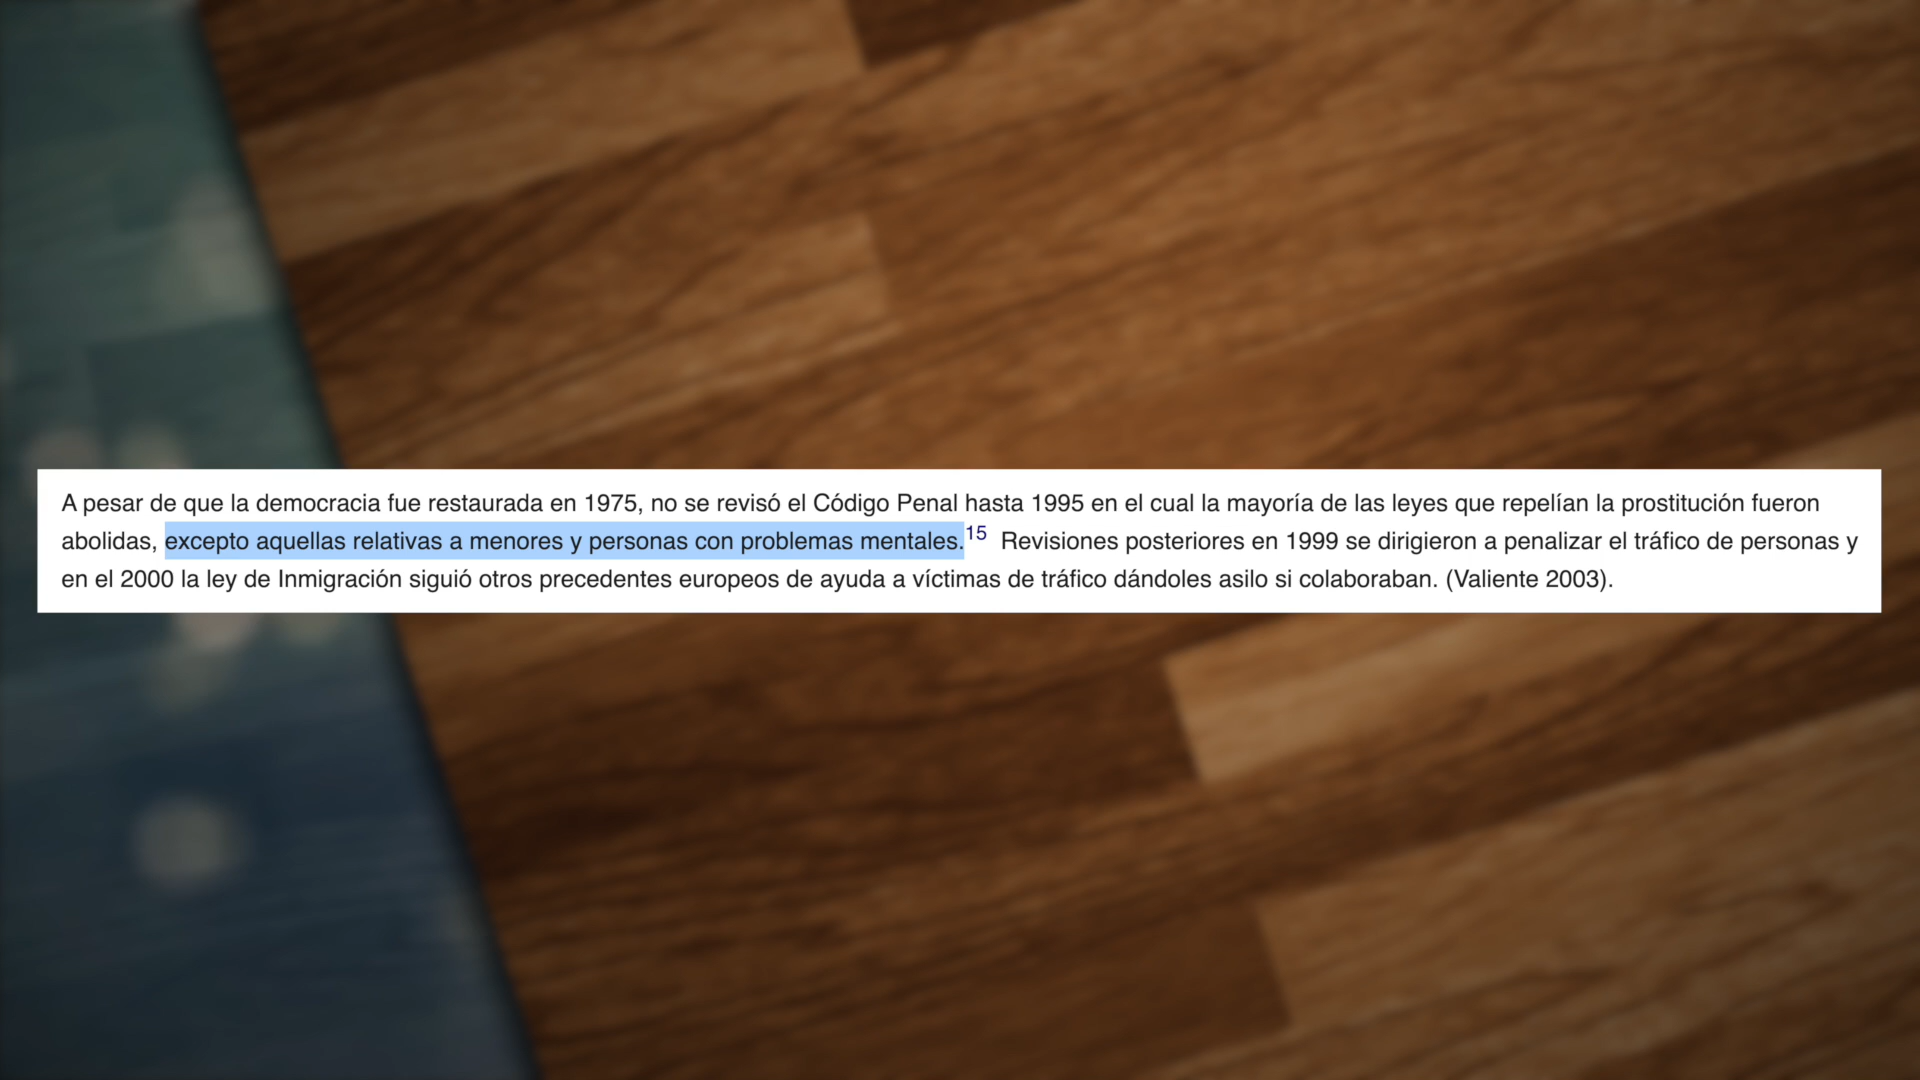 A pesar de que la democracia fue restaurada en 1975, no se revisó el Código Penal hasta 1995 en el cual la mayoría de las leyes que repelían la prostitución fueron
abolidas, excepto aquellas relativas a menores y personas con problemas mentales.15 Revisiones posteriores en 1999 se dirigieron a penalizar el tráfico de personas y
en el 2000 la ley de Inmigración siguió otros precedentes europeos de ayuda a víctimas de tráfico dándoles asilo si colaboraban. (Valiente 2003).